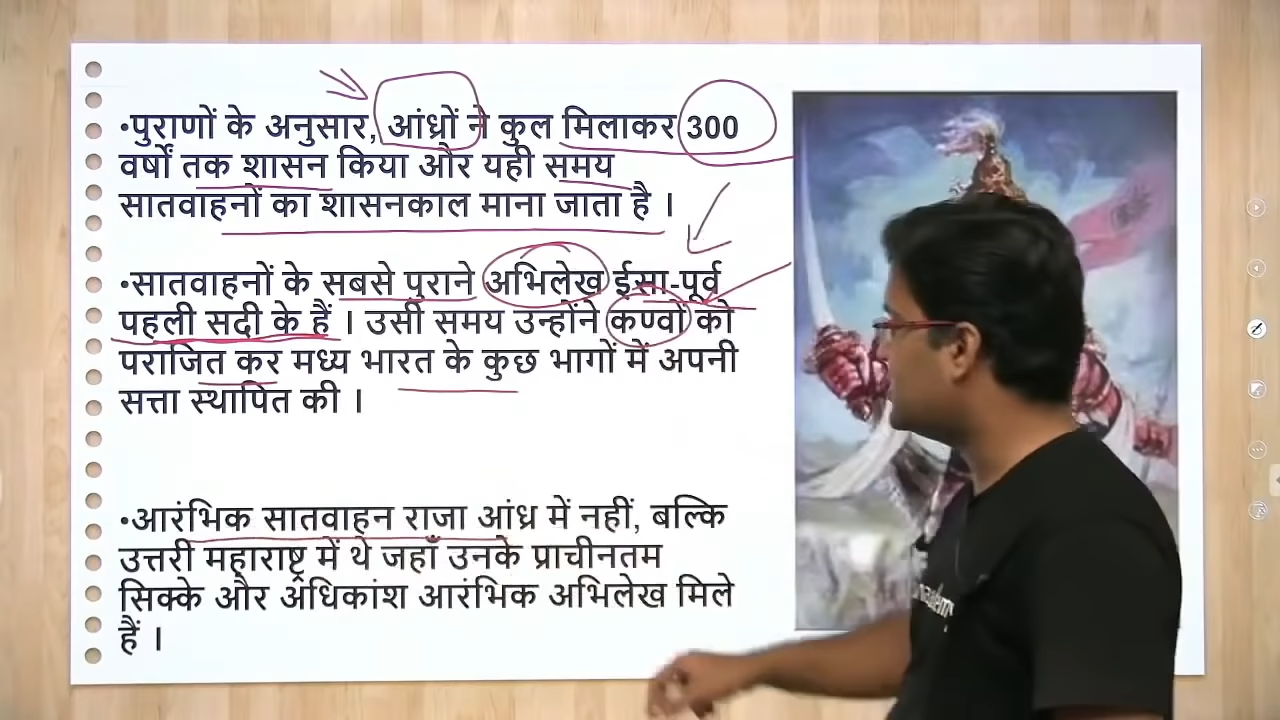 •पुराणों के अनुसार, आंध्रों ने कुल मिलाकर 300
वर्षों तक शासन किया और यही समय
सातवाहनों का शासनकाल माना जाता है ।
•सातवाहनों के सबसे पुराने अभिलेख ईसा-पूर्व
पहली सदी के हैं । उसी समय उन्होंने कण्वों को
पराजित कर मध्य भारत के कुछ भागों में अपनी
सत्ता स्थापित की ।
•आरंभिक सातवाहन राजा आंध्र में नहीं, बल्कि
उत्तरी महाराष्ट्र में थे जहाँ उनके प्राचीनतम
सिक्के और अधिकांश आरंभिक अभिलेख मिले
हैं ।